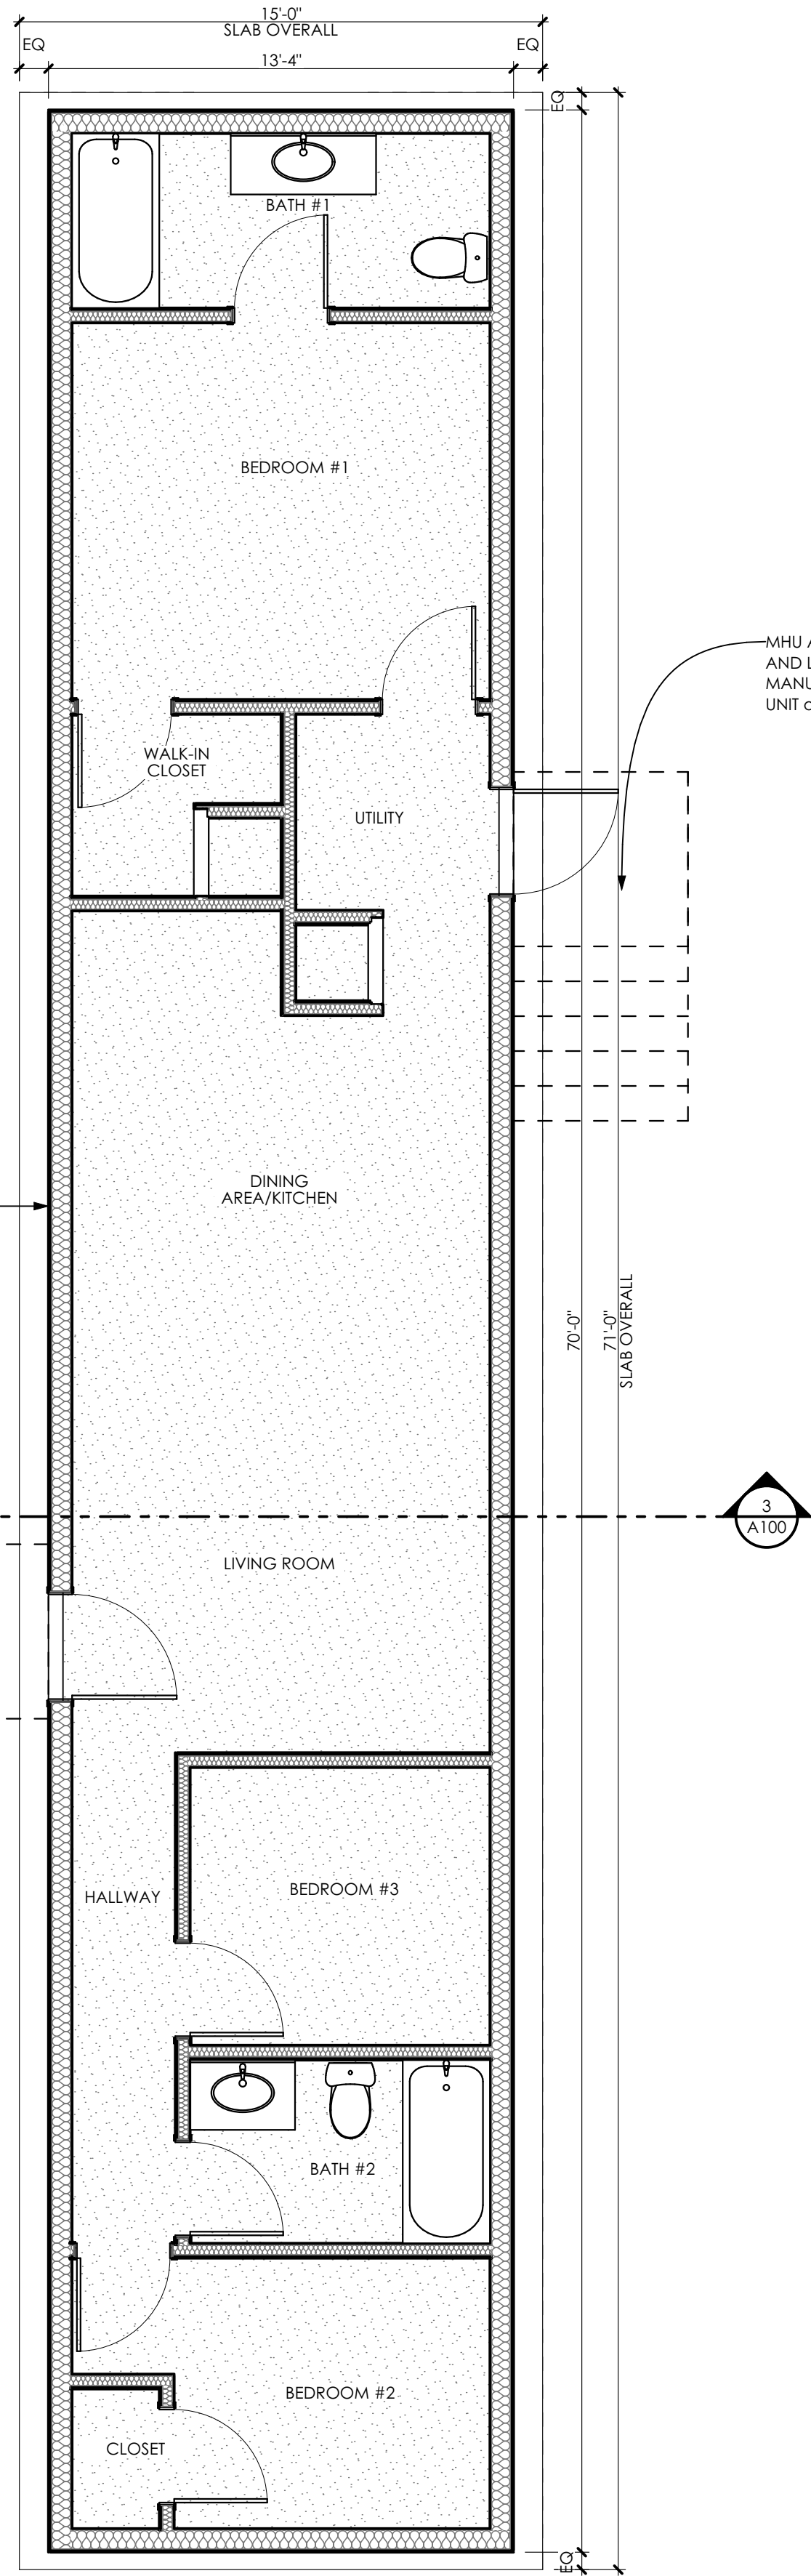 15'-0"
SLAB OVERALL
EQ
EQ
13'-4"
EQ
BATH #1
BEDROOM #1
MHU
AND
MANU
UNIT
WALK-IN
CLOSET
UTILITY
DINING
AREA/KITCHEN
70'-0"
71'-0"
SLAB OVERALL
3
A100
LIVING ROOM
HALLWAY
BEDROOM #3
BATH #2
BEDROOM #2
CLOSET
EQ